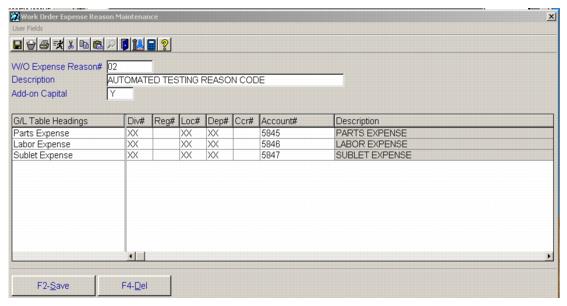 Work Order Expense Reason Maintenance
User Fields
W/O Expense Reason# 02
Description AUTOMATED TESTING REASON CODE
Add-on Capital Y
G/L Table Headings Div# Reg# Loc# Dep# Ccr# Account# Description
Parts Expense XX XX XX 5845 PARTS EXPENSE
Labor Expense XX XX XX 5846 LABOR EXPENSE
Sublet Expense XX XX XX 5847 SUBLET EXPENSE
F2-Save F4-Del